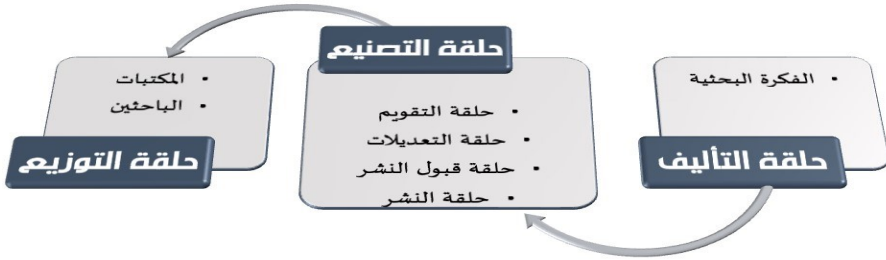 حلقة التأليف
• الفكرة البحثية
حلقة التصنيع
• حلقة التقويم
• حلقة التعديلات
• حلقة قبول النشر
• حلقة النشر
حلقة التوزيع
• المكتبات
• الباحثين